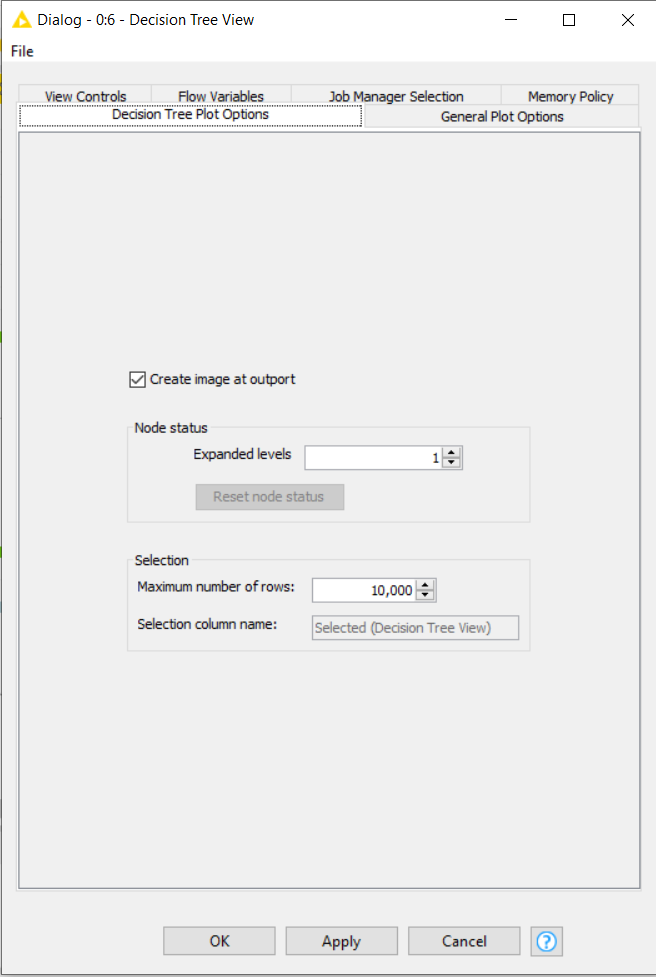 Dialog - 0:6 - Decision Tree View
File
View Controls Flow Variables Job Manager Selection Memory Policy
Decision Tree Plot Options General Plot Options
Create image at outport
Node status
Expanded levels 1
Reset node status
Selection
Maximum number of rows: 10,000
Selection column name: Selected (Decision Tree View)
OK Apply Cancel ?